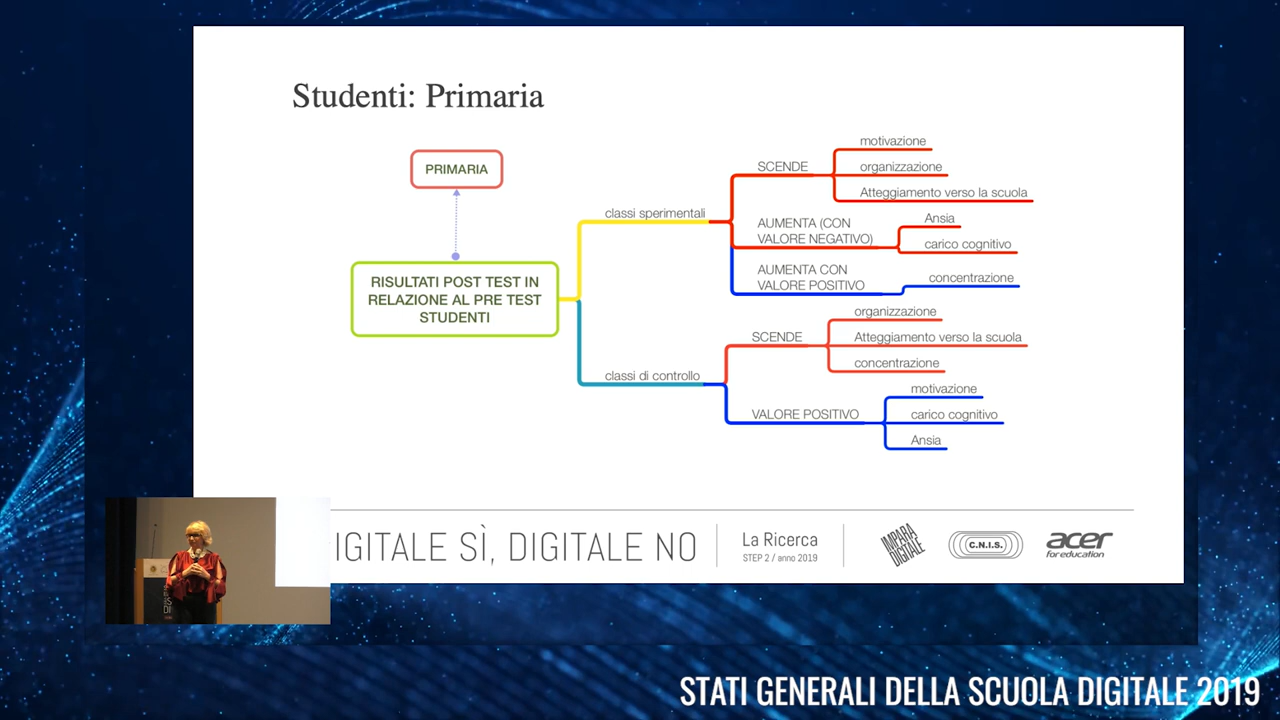 Studenti: Primaria
PRIMARIA
RISULTATI POST TEST IN
RELAZIONE AL PRE TEST
STUDENTI
classi sperimentali
SCENDE
motivazione
organizzazione
Atteggiamento verso la scuola
AUMENTA (CON
VALORE NEGATIVO)
Ansia
carico cognitivo
AUMENTA CON
VALORE POSITIVO
concentrazione
classi di controllo
SCENDE
organizzazione
Atteggiamento verso la scuola
concentrazione
VALORE POSITIVO
motivazione
carico cognitivo
Ansia
IGITALE SÌ, DIGITALE NO
La Ricerca
STEP 2 / anno 2019
IMPARA
DIGITALE
C.N.I.S.
acer
for education
STATI GENERALI DELLA SCUOLA DIGITALE 2019